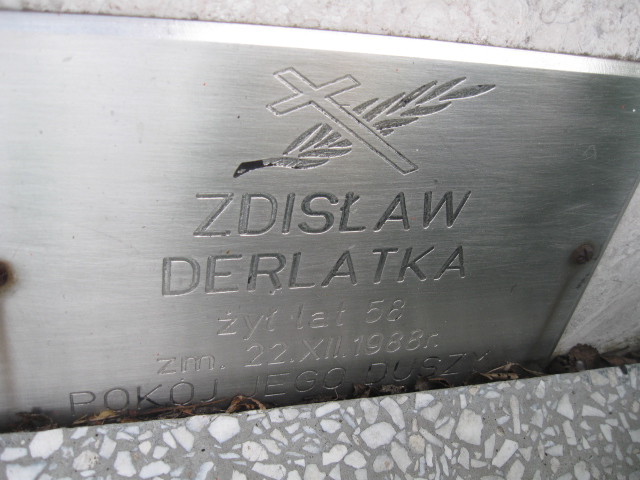 ZDISŁAW
DERLATKA
żył lat 58
zm. 22.XII.1988r.
POKÓJ JEGO DUSZY